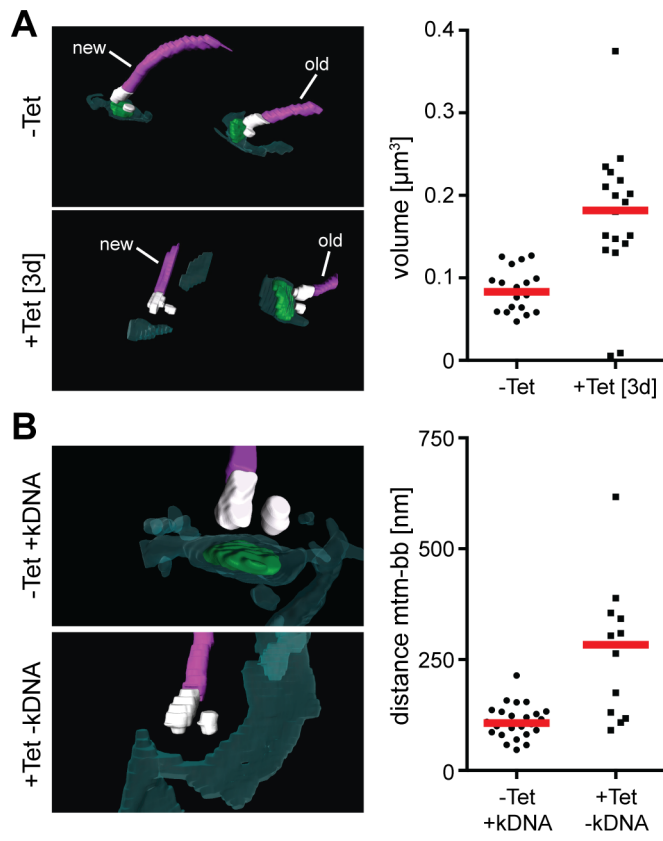 A
-Tet
new
old
+Tet [3d]
new
old
volume [µm³]
0.4
0.3
0.2
0.1
0
-Tet
+Tet [3d]
B
-Tet +kDNA
+Tet -kDNA
distance mtm-bb [nm]
750
500
250
0
-Tet
+kDNA
+Tet
-kDNA